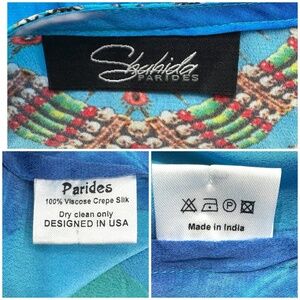 Shahida
PARIDES
Parides
100% Viscose Crepe Silk
Dry clean only
DESIGNED IN USA
Made in India